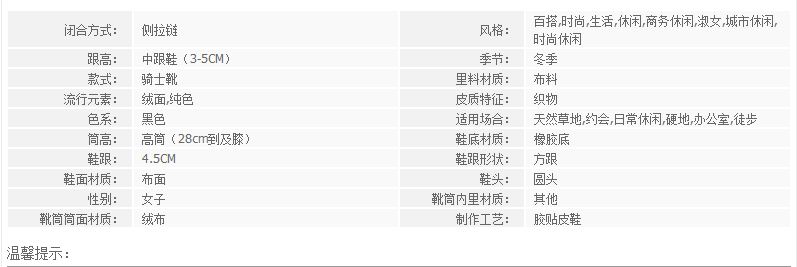 闭合方式： 侧拉链 风格： 百搭,时尚,生活,休闲,商务休闲,淑女,城市休闲,
时尚休闲
跟高： 中跟鞋（3-5CM） 季节： 冬季
款式： 骑士靴 里料材质： 布料
流行元素： 绒面,纯色 皮质特征： 织物
色系： 黑色 适用场合： 天然草地,约会,日常休闲,硬地,办公室,徒步
筒高： 高筒（28cm到及膝） 鞋底材质： 橡胶底
鞋跟： 4.5CM 鞋跟形状： 方跟
鞋面材质： 布面 鞋头： 圆头
性别： 女子 靴筒内里材质： 其他
靴筒筒面材质： 绒布 制作工艺： 胶贴皮鞋
温馨提示：